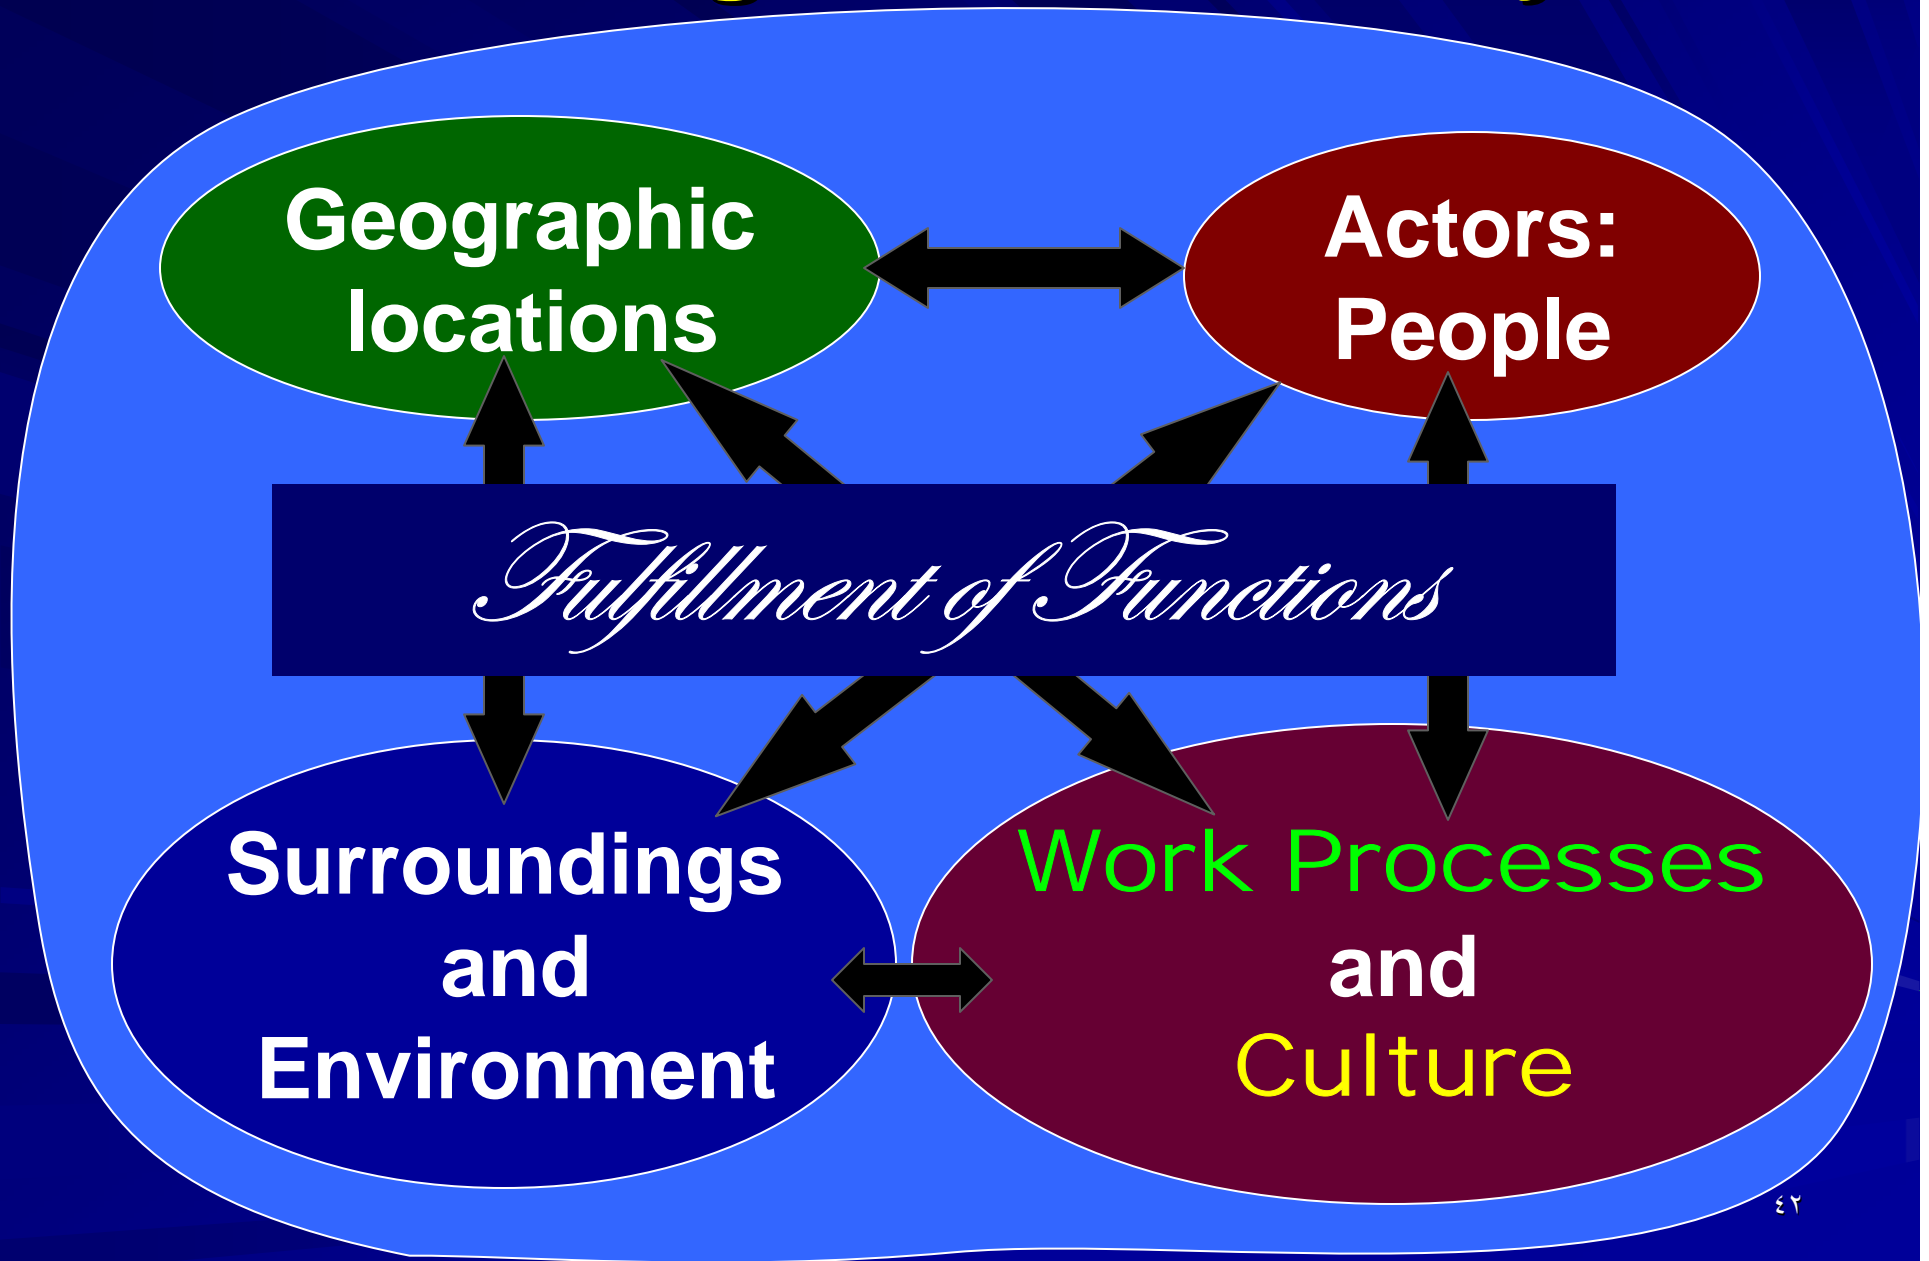 Geographic
locations
Actors:
People
Fulfillment of Functions
Surroundings
and
Environment
Work Processes
and
Culture
٤٢